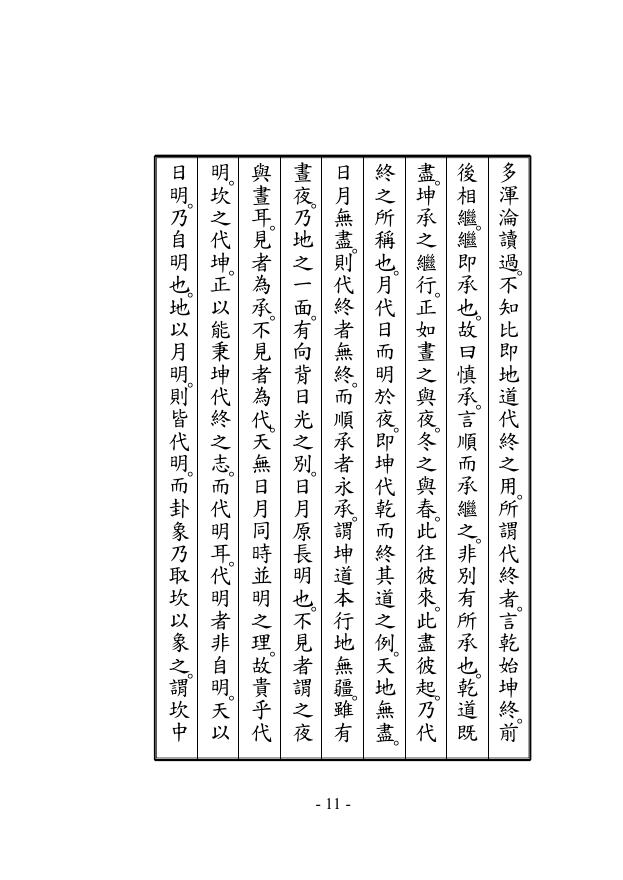 多渾淪讀過。不知比即地道代終之用。所謂代終者。言乾始坤終。前
後相繼。繼即承也。故曰慎承。言順而承繼之。非別有所承也。乾道既
盡。坤承之繼行。正如晝之與夜。冬之與春。此往彼來。此盡彼起。乃代
終之所稱也。月代日而明於夜。即坤代乾而終其道之例。天地無盡。
日月無盡。則代終者無終。而順承者永承。謂坤道本行地無疆。雖有
晝夜。乃地之一面。有向背日光之別。日月原長明也。不見者謂之夜
與晝耳。見者為承。不見者為代。天無日月同時並明之理。故貴乎代
明。坎之代坤。正以能秉坤代終之志。而代明耳。代明者非自明。天以
日明。乃自明也。地以月明。則皆代明。而卦象乃取坎以象之。謂坎中
- 11 -